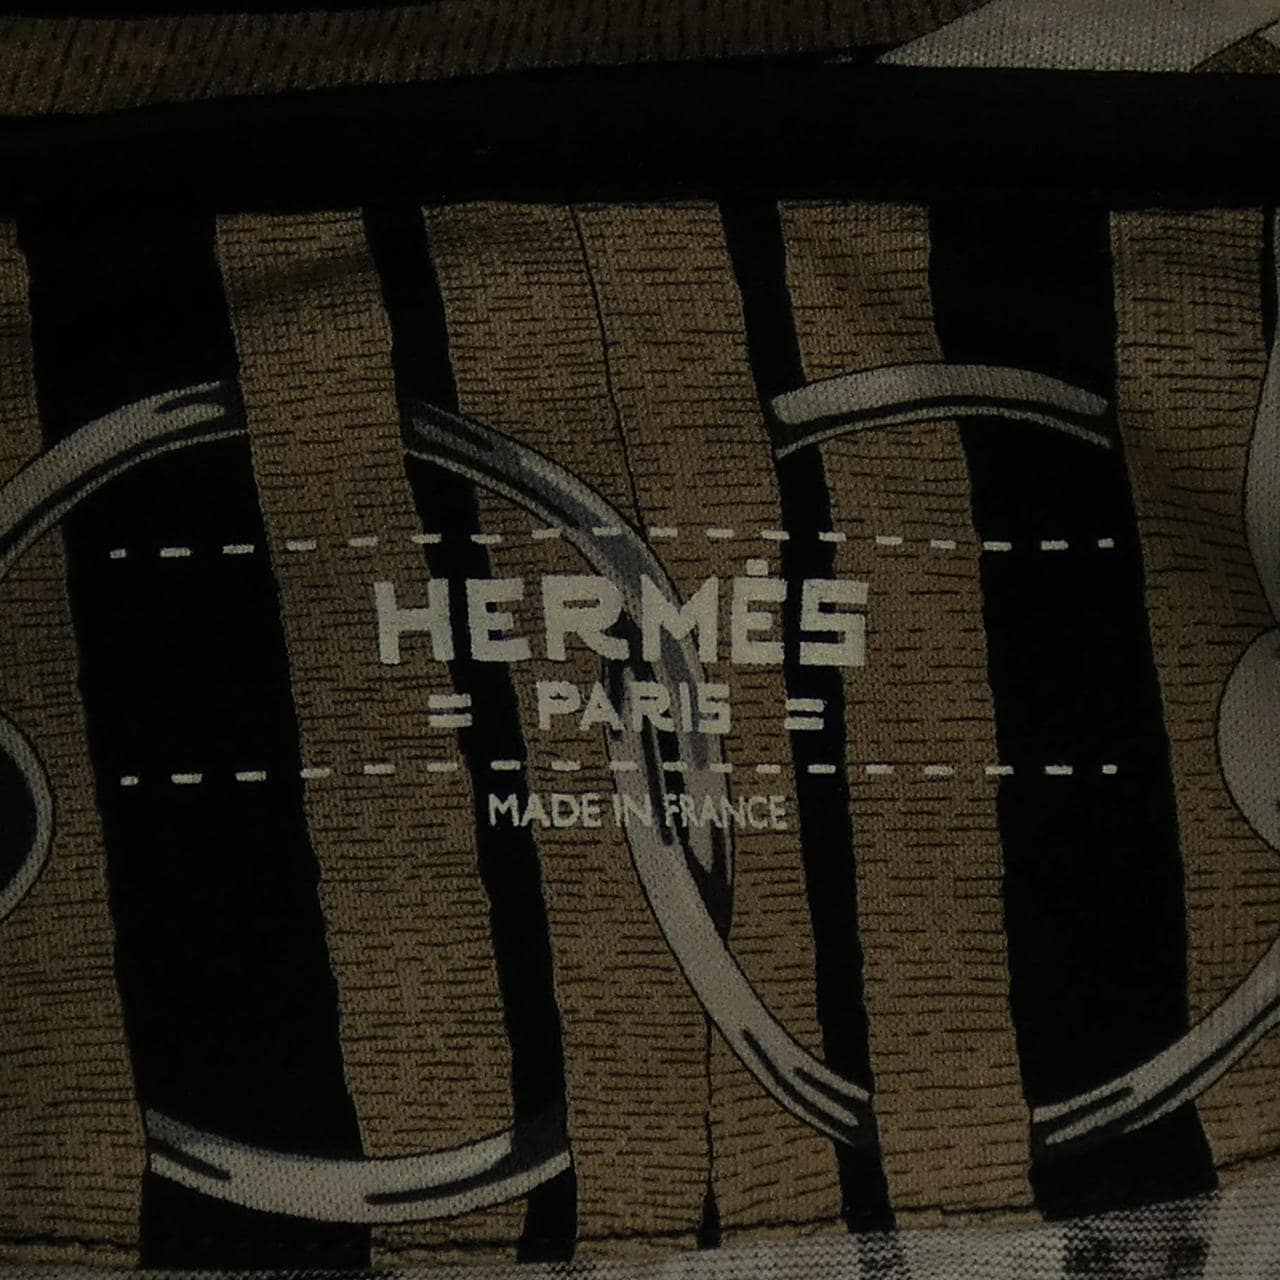 HERMÈS
= PARIS =
MADE IN FRANCE